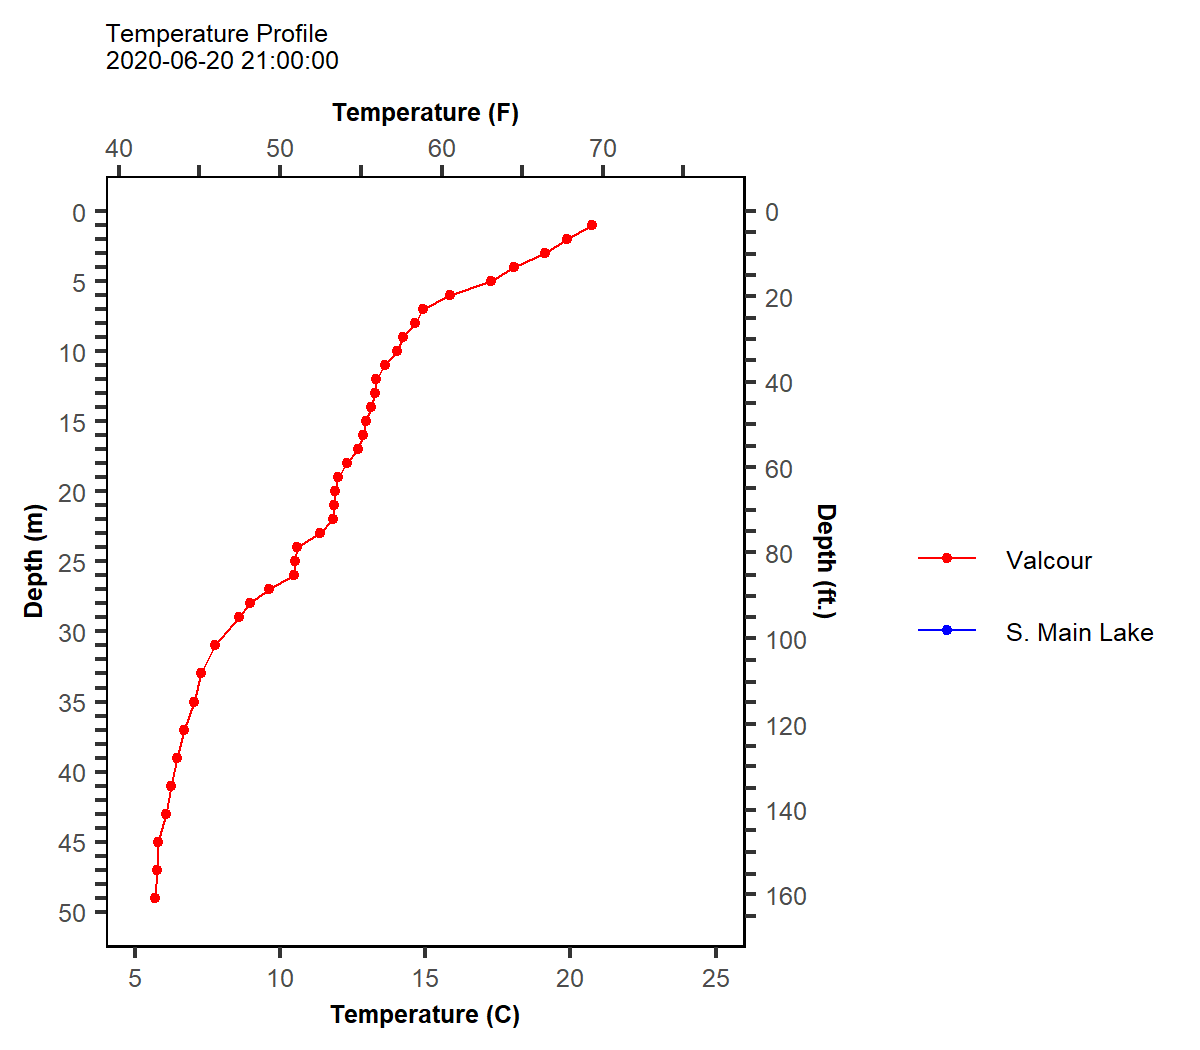 Temperature Profile
2020-06-20 21:00:00
Temperature (F)
40 50 60 70
0
5
10
15
20
25
30
35
40
45
50
Depth (m)
0
20
40
60
80
100
120
140
160
Depth (ft.)
Valcour
S. Main Lake
5 10 15 20 25
Temperature (C)